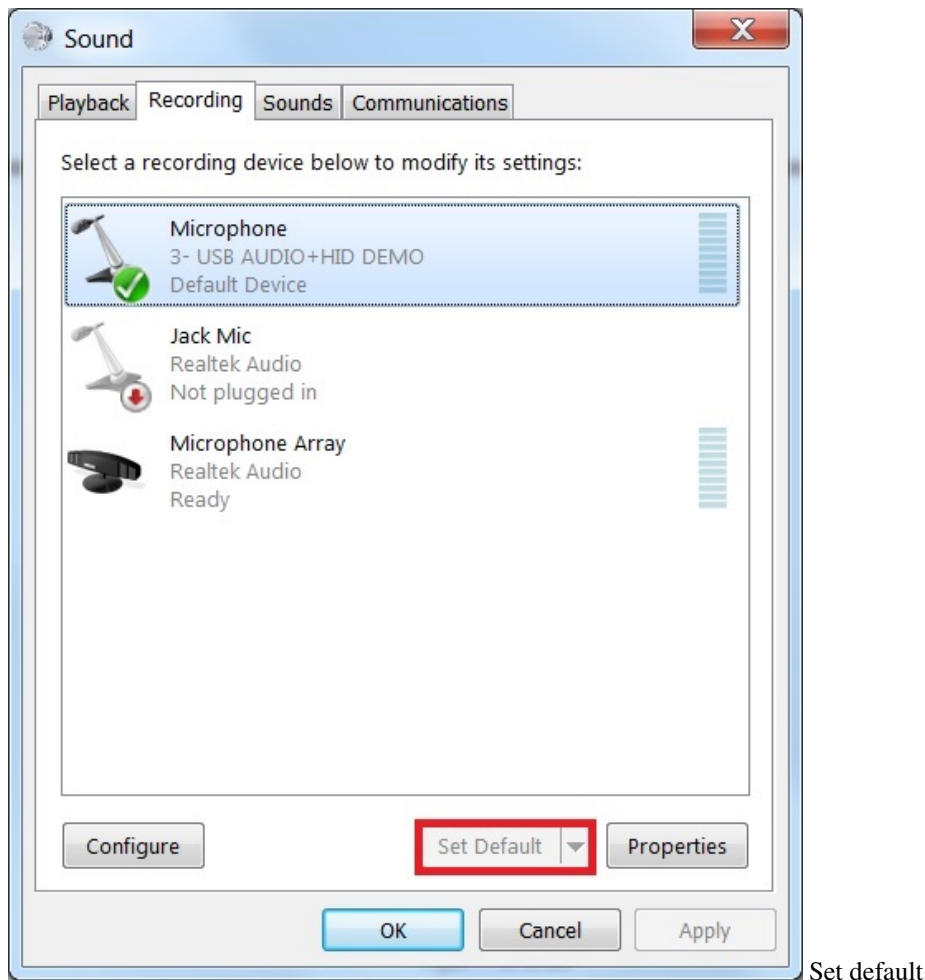 Sound
Playback Recording Sounds Communications
Select a recording device below to modify its settings:
Microphone
3- USB AUDIO+HID DEMO
Default Device
Jack Mic
Realtek Audio
Not plugged in
Microphone Array
Realtek Audio
Ready
Configure Set Default Properties
OK Cancel Apply
Set default